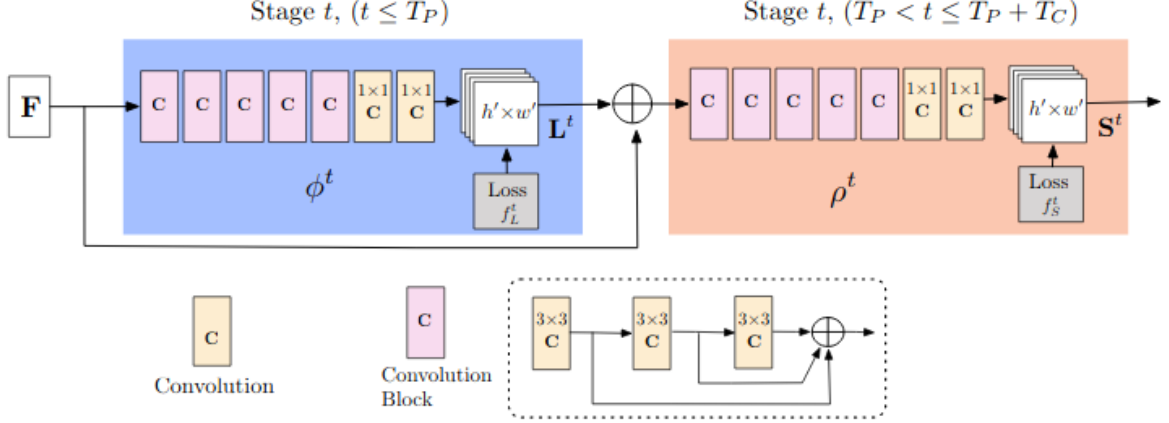 Stage t, (t ≤ T_P)
Stage t, (T_P < t ≤ T_P + T_C)
F
C C C C C 1×1 C 1×1 C
h′×w′
L^t
ϕ^t
Loss
f_L^t
C C C C C 1×1 C 1×1 C
h′×w′
S^t
ρ^t
Loss
f_S^t
C
Convolution
C
Convolution
Block
3×3 3×3 3×3
C C C